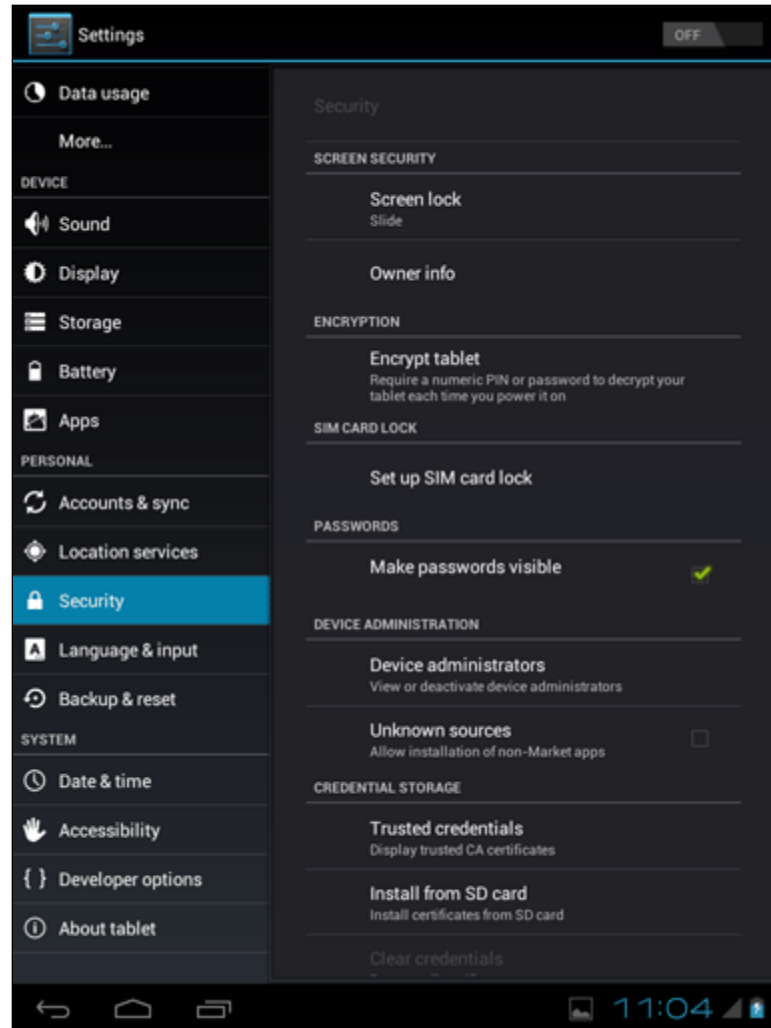 Settings
OFF
Data usage
More...
DEVICE
Sound
Display
Storage
Battery
Apps
PERSONAL
Accounts & sync
Location services
Security
Language & input
Backup & reset
SYSTEM
Date & time
Accessibility
{ } Developer options
About tablet
Security
SCREEN SECURITY
Screen lock
Slide
Owner info
ENCRYPTION
Encrypt tablet
Require a numeric PIN or password to decrypt your
tablet each time you power it on
SIM CARD LOCK
Set up SIM card lock
PASSWORDS
Make passwords visible
DEVICE ADMINISTRATION
Device administrators
View or deactivate device administrators
Unknown sources
Allow installation of non-Market apps
CREDENTIAL STORAGE
Trusted credentials
Display trusted CA certificates
Install from SD card
Install certificates from SD card
Clear credentials
11:04